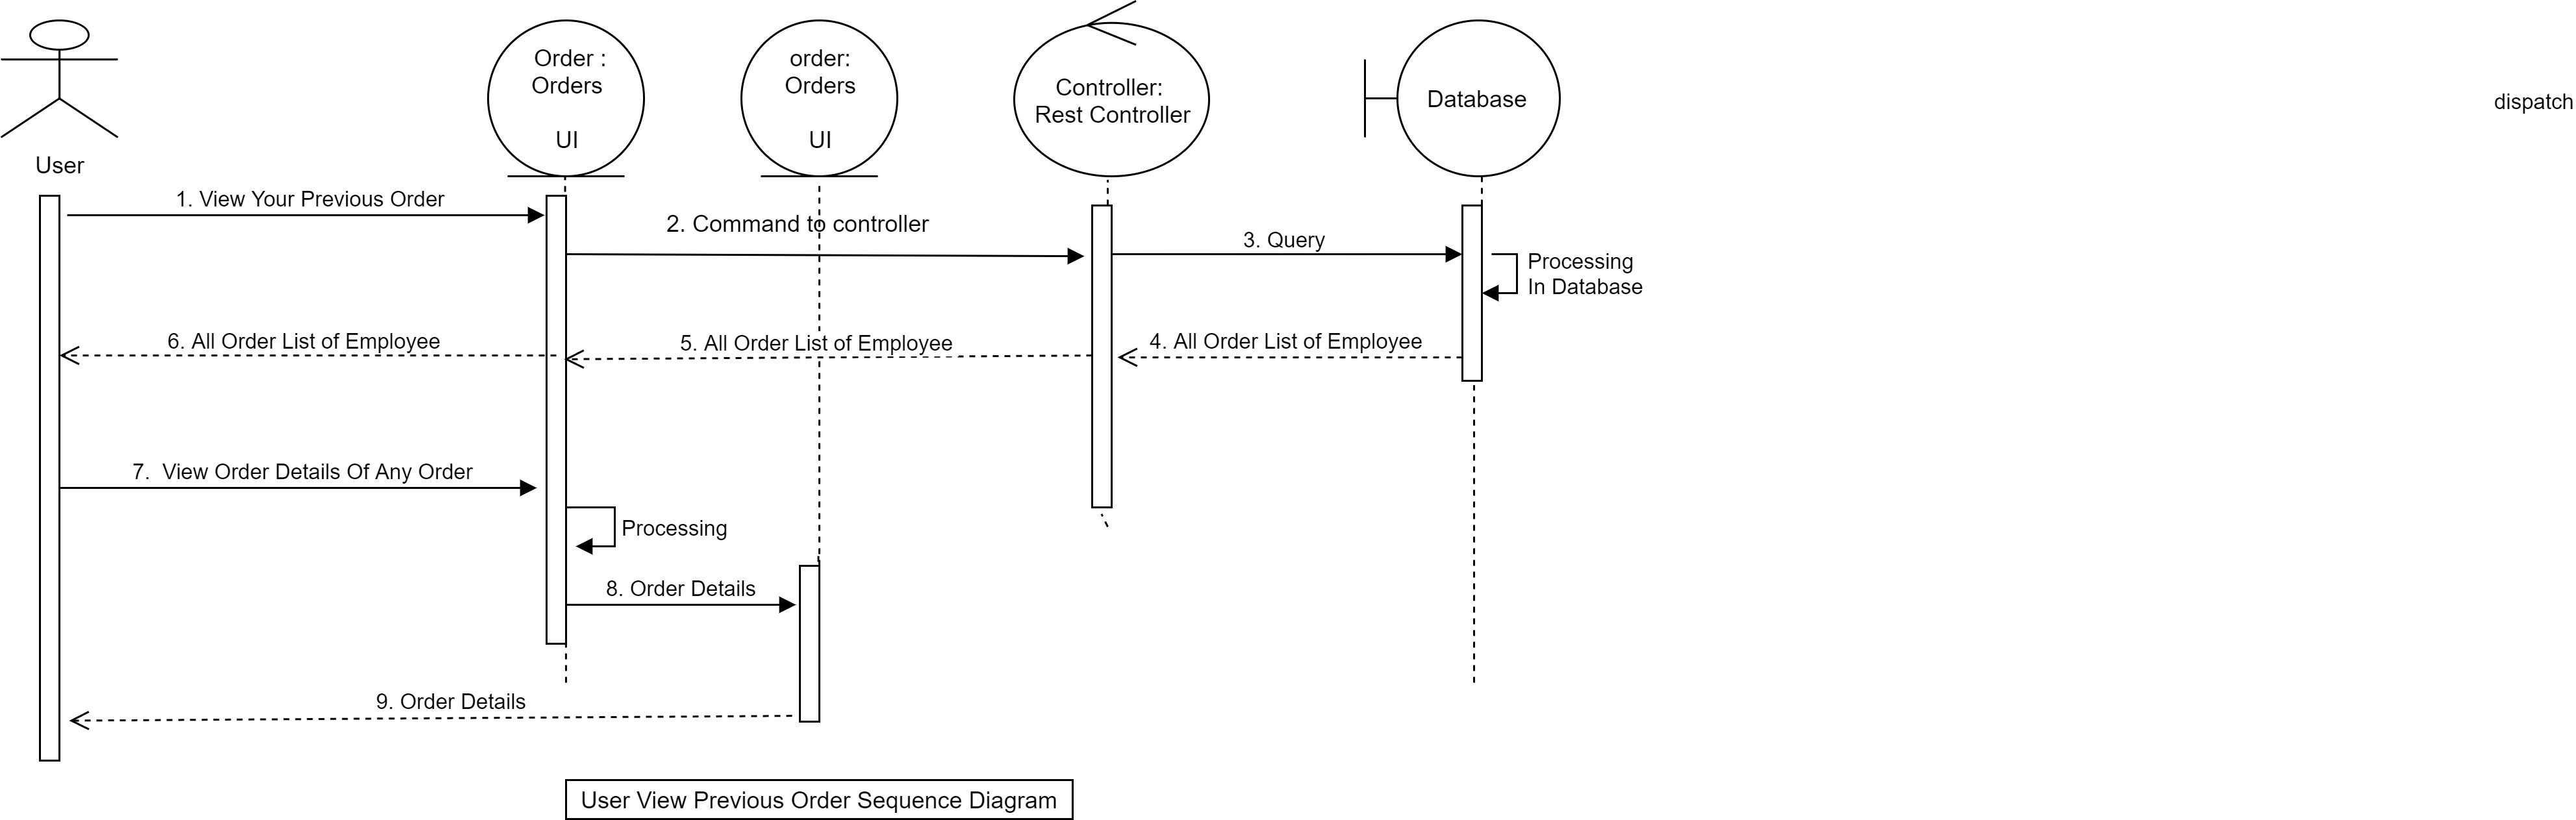 Order :
Orders
UI
order:
Orders
UI
Controller:
Rest Controller
Database
dispatch
User
1. View Your Previous Order
2. Command to controller
3. Query
Processing
In Database
6. All Order List of Employee
5. All Order List of Employee
4. All Order List of Employee
7. View Order Details Of Any Order
Processing
8. Order Details
9. Order Details
User View Previous Order Sequence Diagram